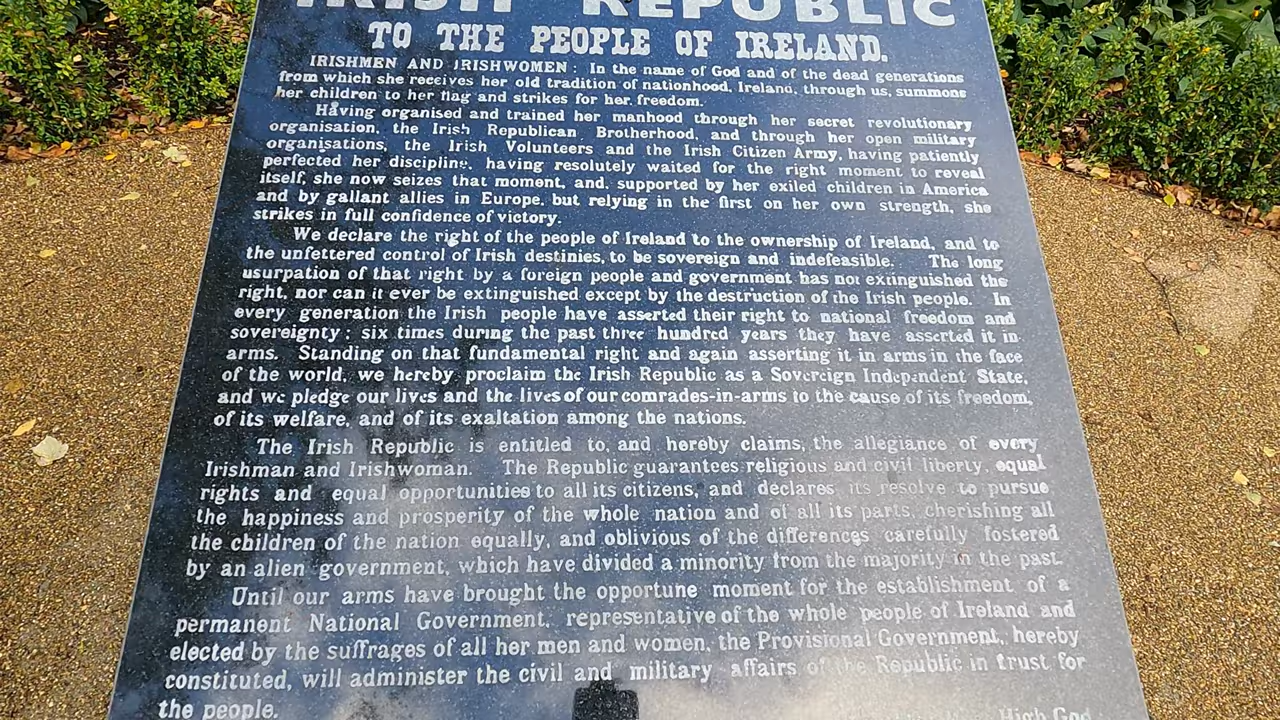 IRISH REPUBLIC
TO THE PEOPLE OF IRELAND.
IRISHMEN AND IRISHWOMEN: In the name of God and of the dead generations
from which she receives her old tradition of nationhood, Ireland, through us, summons
her children to her flag and strikes for her freedom.
Having organised and trained her manhood through her secret revolutionary
organisation, the Irish Republican Brotherhood, and through her open military
organisations, the Irish Volunteers and the Irish Citizen Army, having patiently
perfected her discipline, having resolutely waited for the right moment to reveal
itself, she now seizes that moment, and, supported by her exiled children in America
and by gallant allies in Europe, but relying in the first on her own strength, she
strikes in full confidence of victory.
We declare the right of the people of Ireland to the ownership of Ireland, and to
the unfettered control of Irish destinies, to be sovereign and indefeasible. The long
usurpation of that right by a foreign people and government has not extinguished the
right, nor can it ever be extinguished except by the destruction of the Irish people. In
every generation the Irish people have asserted their right to national freedom and
sovereignty; six times during the past three hundred years they have asserted it in
arms. Standing on that fundamental right and again asserting it in arms in the face
of the world, we hereby proclaim the Irish Republic as a Sovereign Independent State,
and we pledge our lives and the lives of our comrades-in-arms to the cause of its freedom,
of its welfare, and of its exaltation among the nations.
The Irish Republic is entitled to, and hereby claims, the allegiance of every
Irishman and Irishwoman. The Republic guarantees religious and civil liberty, equal
rights and equal opportunities to all its citizens, and declares its resolve to pursue
the happiness and prosperity of the whole nation and of all its parts, cherishing all
the children of the nation equally, and oblivious of the differences carefully fostered
by an alien government, which have divided a minority from the majority in the past.
Until our arms have brought the opportune moment for the establishment of a
permanent National Government, representative of the whole people of Ireland and
elected by the suffrages of all her men and women, the Provisional Government, hereby
constituted, will administer the civil and military affairs of the Republic in trust for
the people.
High God,